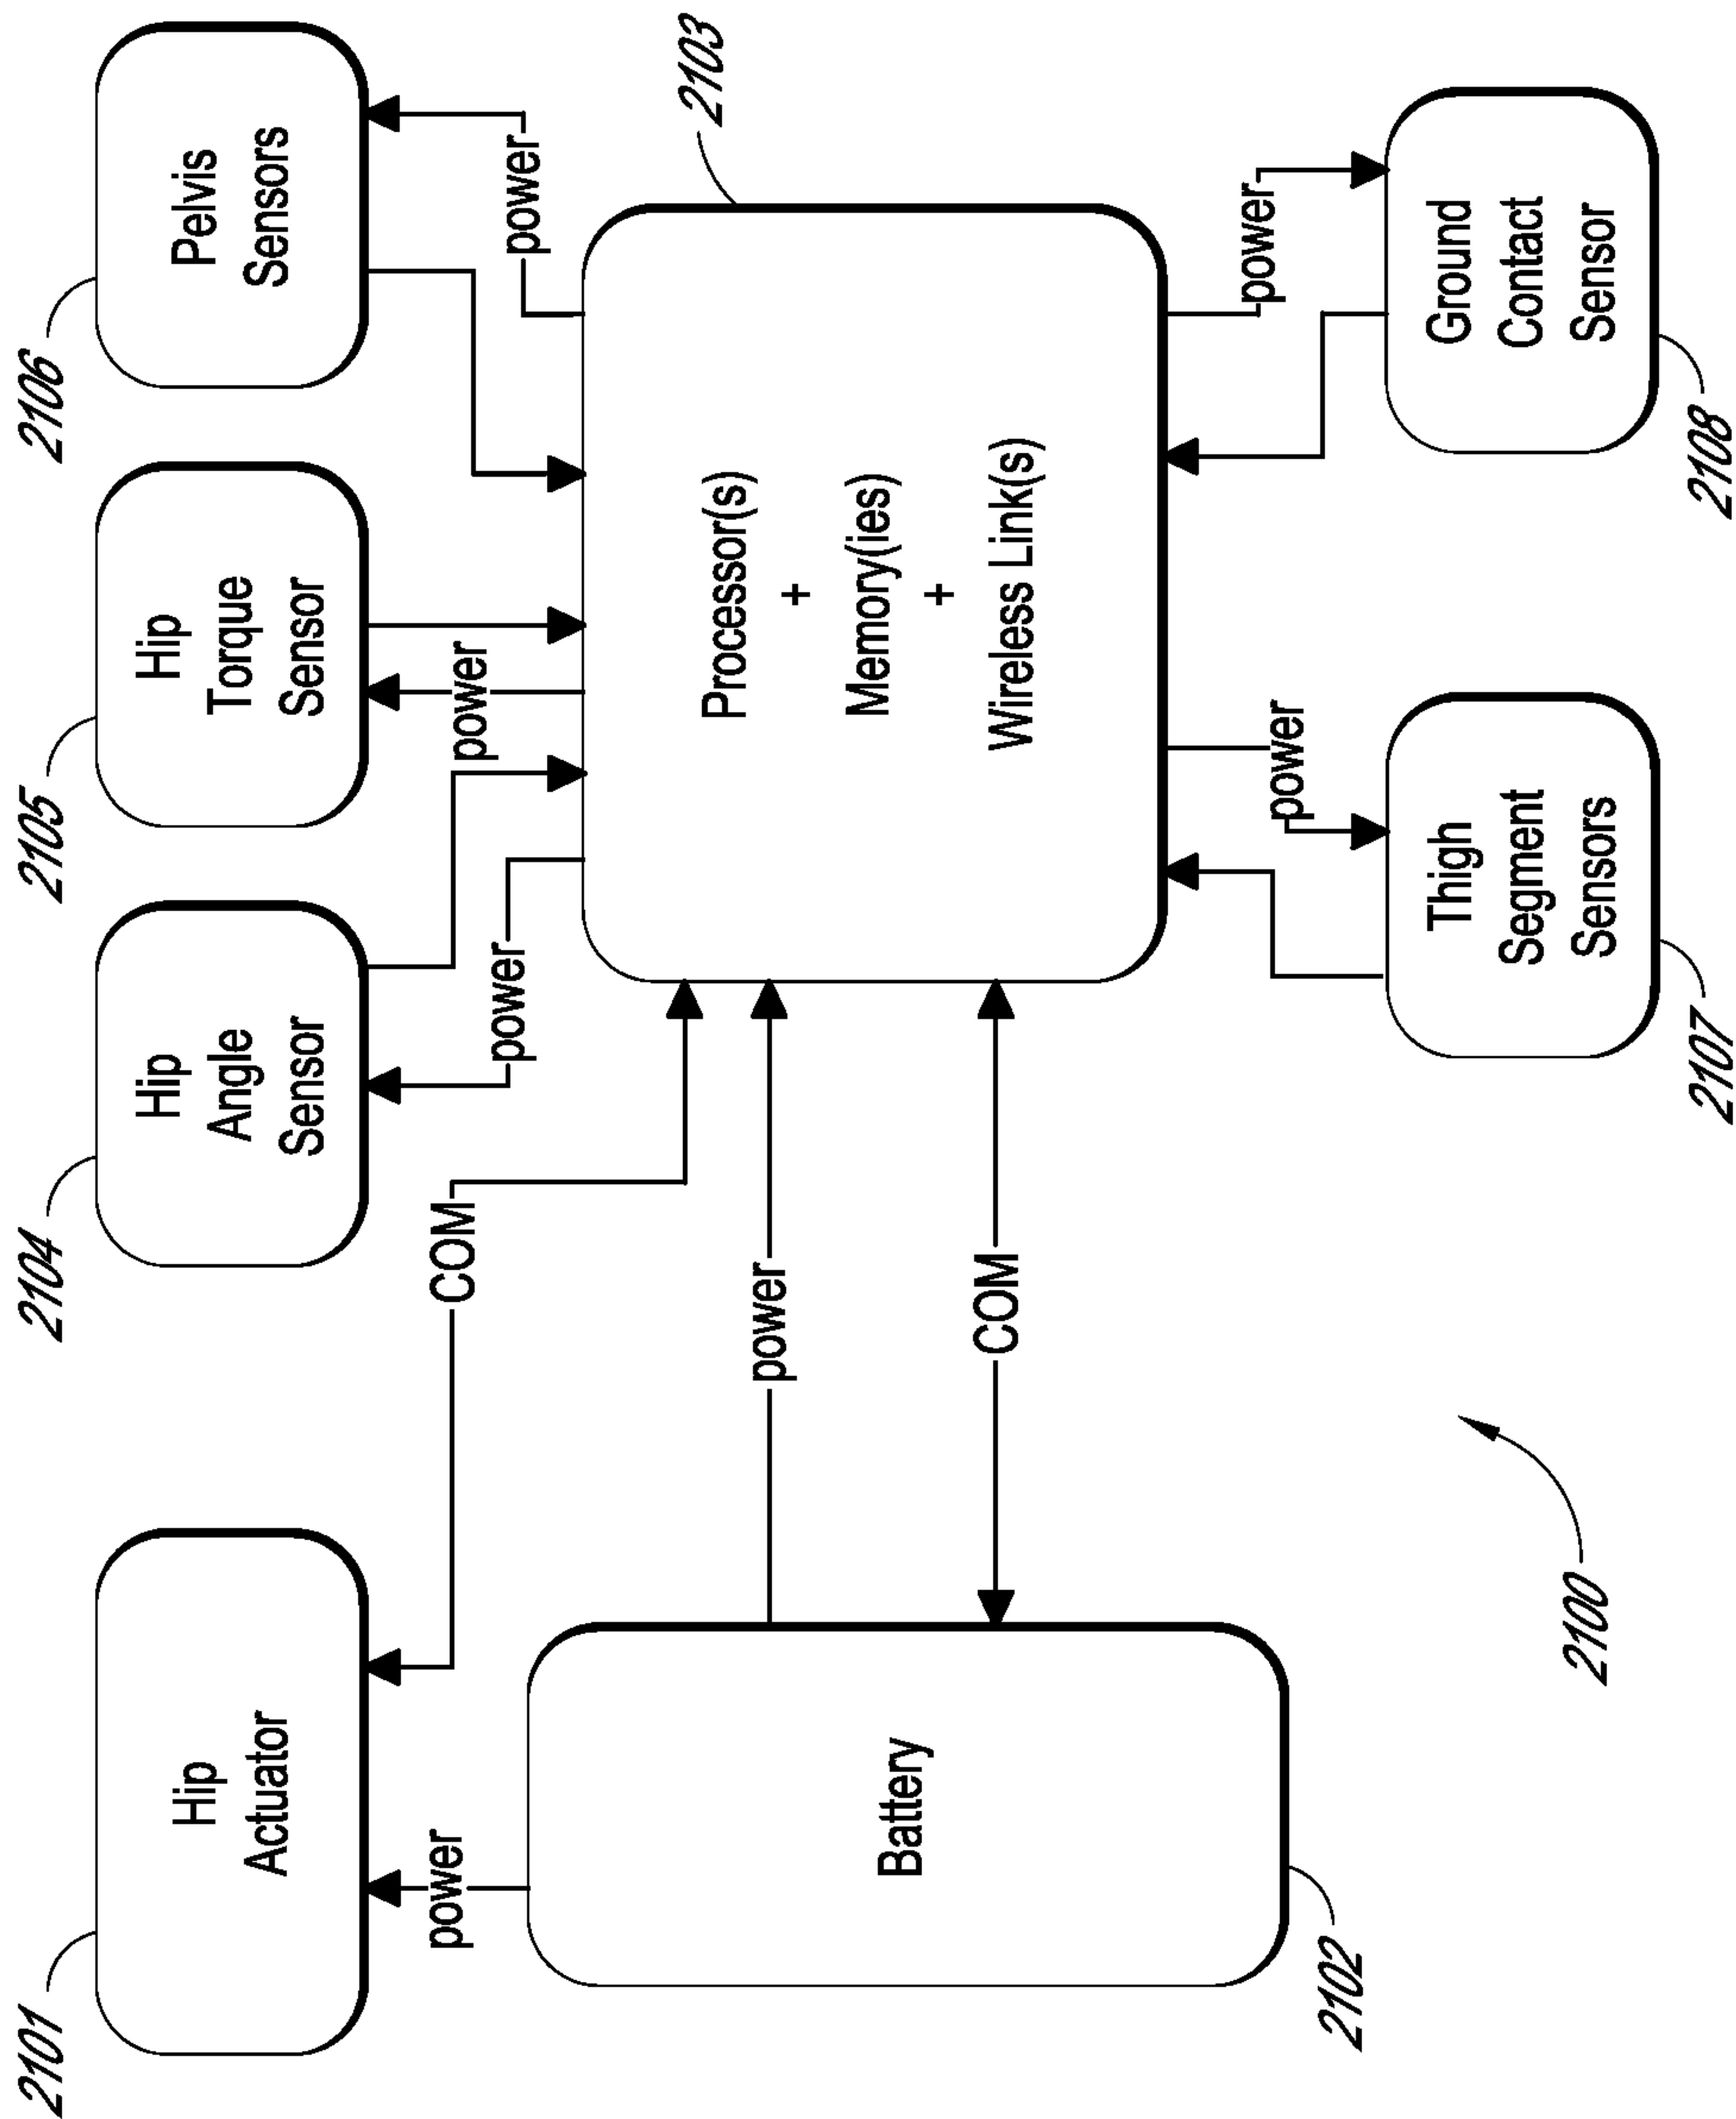 2101
2104
2105
2106
Hip
Actuator
Hip
Angle
Sensor
Hip
Torque
Sensor
Pelvis
Sensors
power
COM
power
power
power
2103
Battery
power
COM
Processor(s)
+
Memory(ies)
+
Wireless Link(s)
power
power
2102
2100
Thigh
Segment
Sensors
Ground
Contact
Sensor
2107
2108